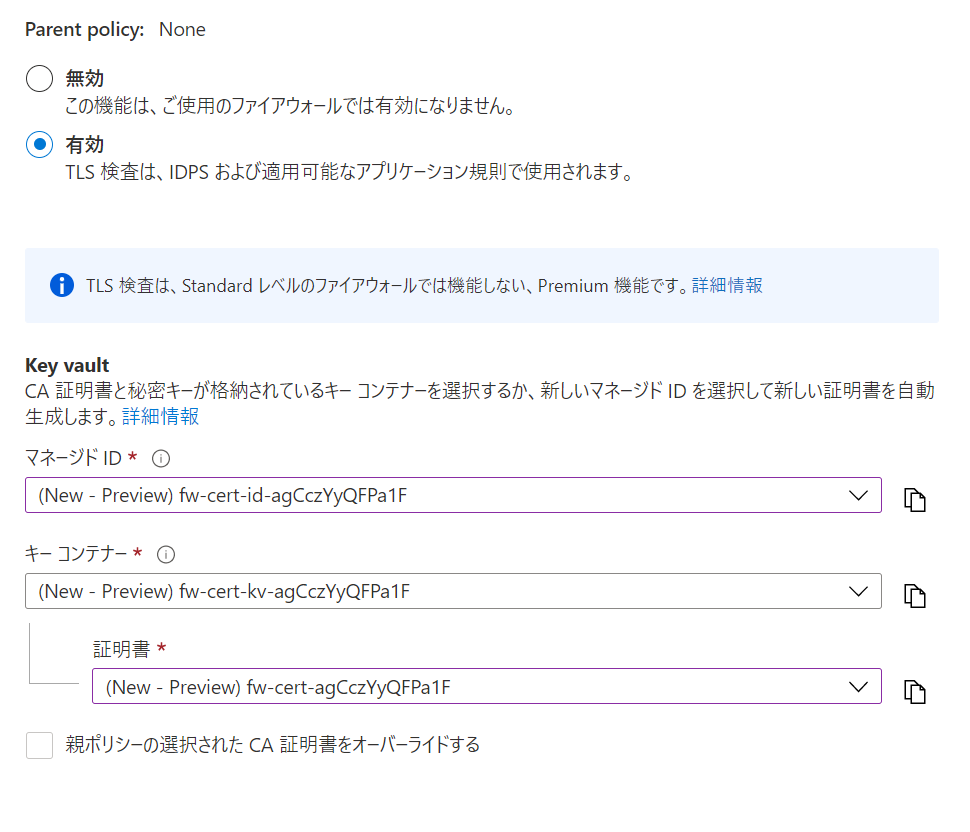 Parent policy: None
無効
この機能は、ご使用のファイアウォールでは有効になりません。
有効
TLS 検査は、IDPS および適用可能なアプリケーション規則で使用されます。
TLS 検査は、Standard レベルのファイアウォールでは機能しない、Premium 機能です。詳細情報
Key vault
CA 証明書と秘密キーが格納されているキー コンテナーを選択するか、新しいマネージド ID を選択して新しい証明書を自動
生成します。詳細情報
マネージド ID *
(New - Preview) fw-cert-id-agCczYyQFPa1F
キー コンテナー *
(New - Preview) fw-cert-kv-agCczYyQFPa1F
証明書 *
(New - Preview) fw-cert-agCczYyQFPa1F
親ポリシーの選択された CA 証明書をオーバーライドする